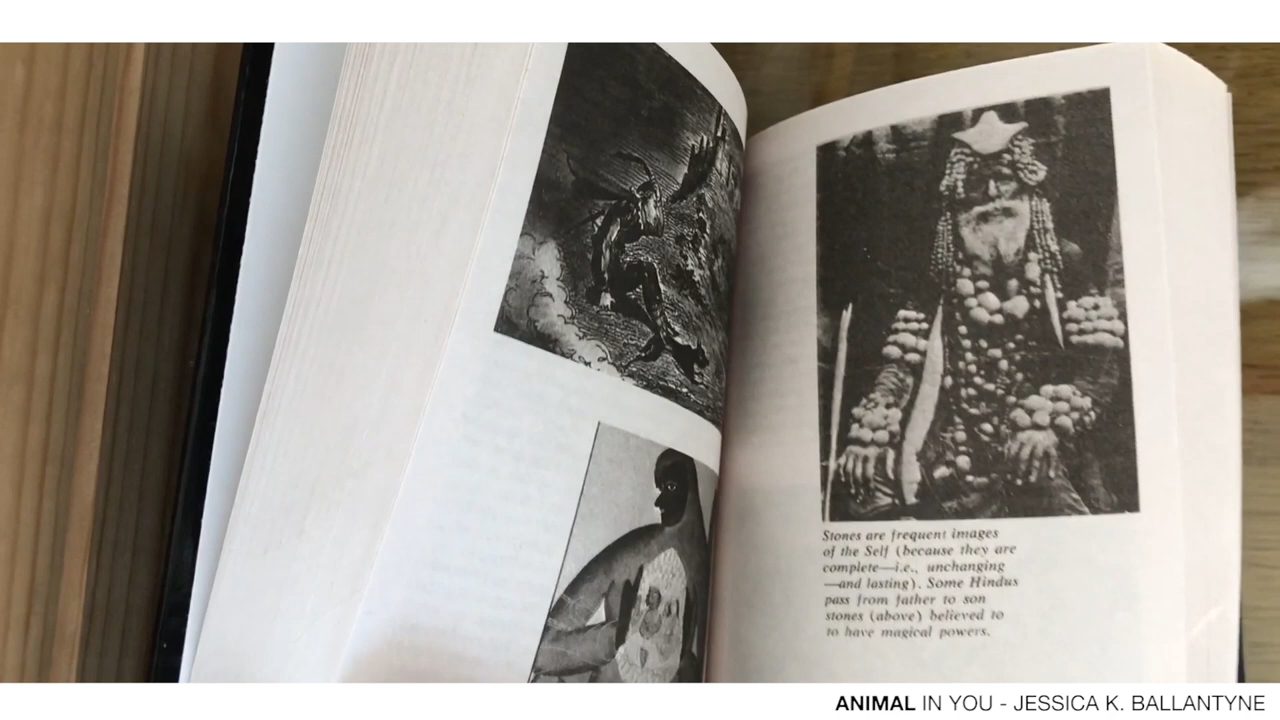 Stones are frequent images
of the Self (because they are
complete—i.e., unchanging
—and lasting). Some Hindus
pass from father to son
stones (above) believed to
to have magical powers.
ANIMAL IN YOU - JESSICA K. BALLANTYNE